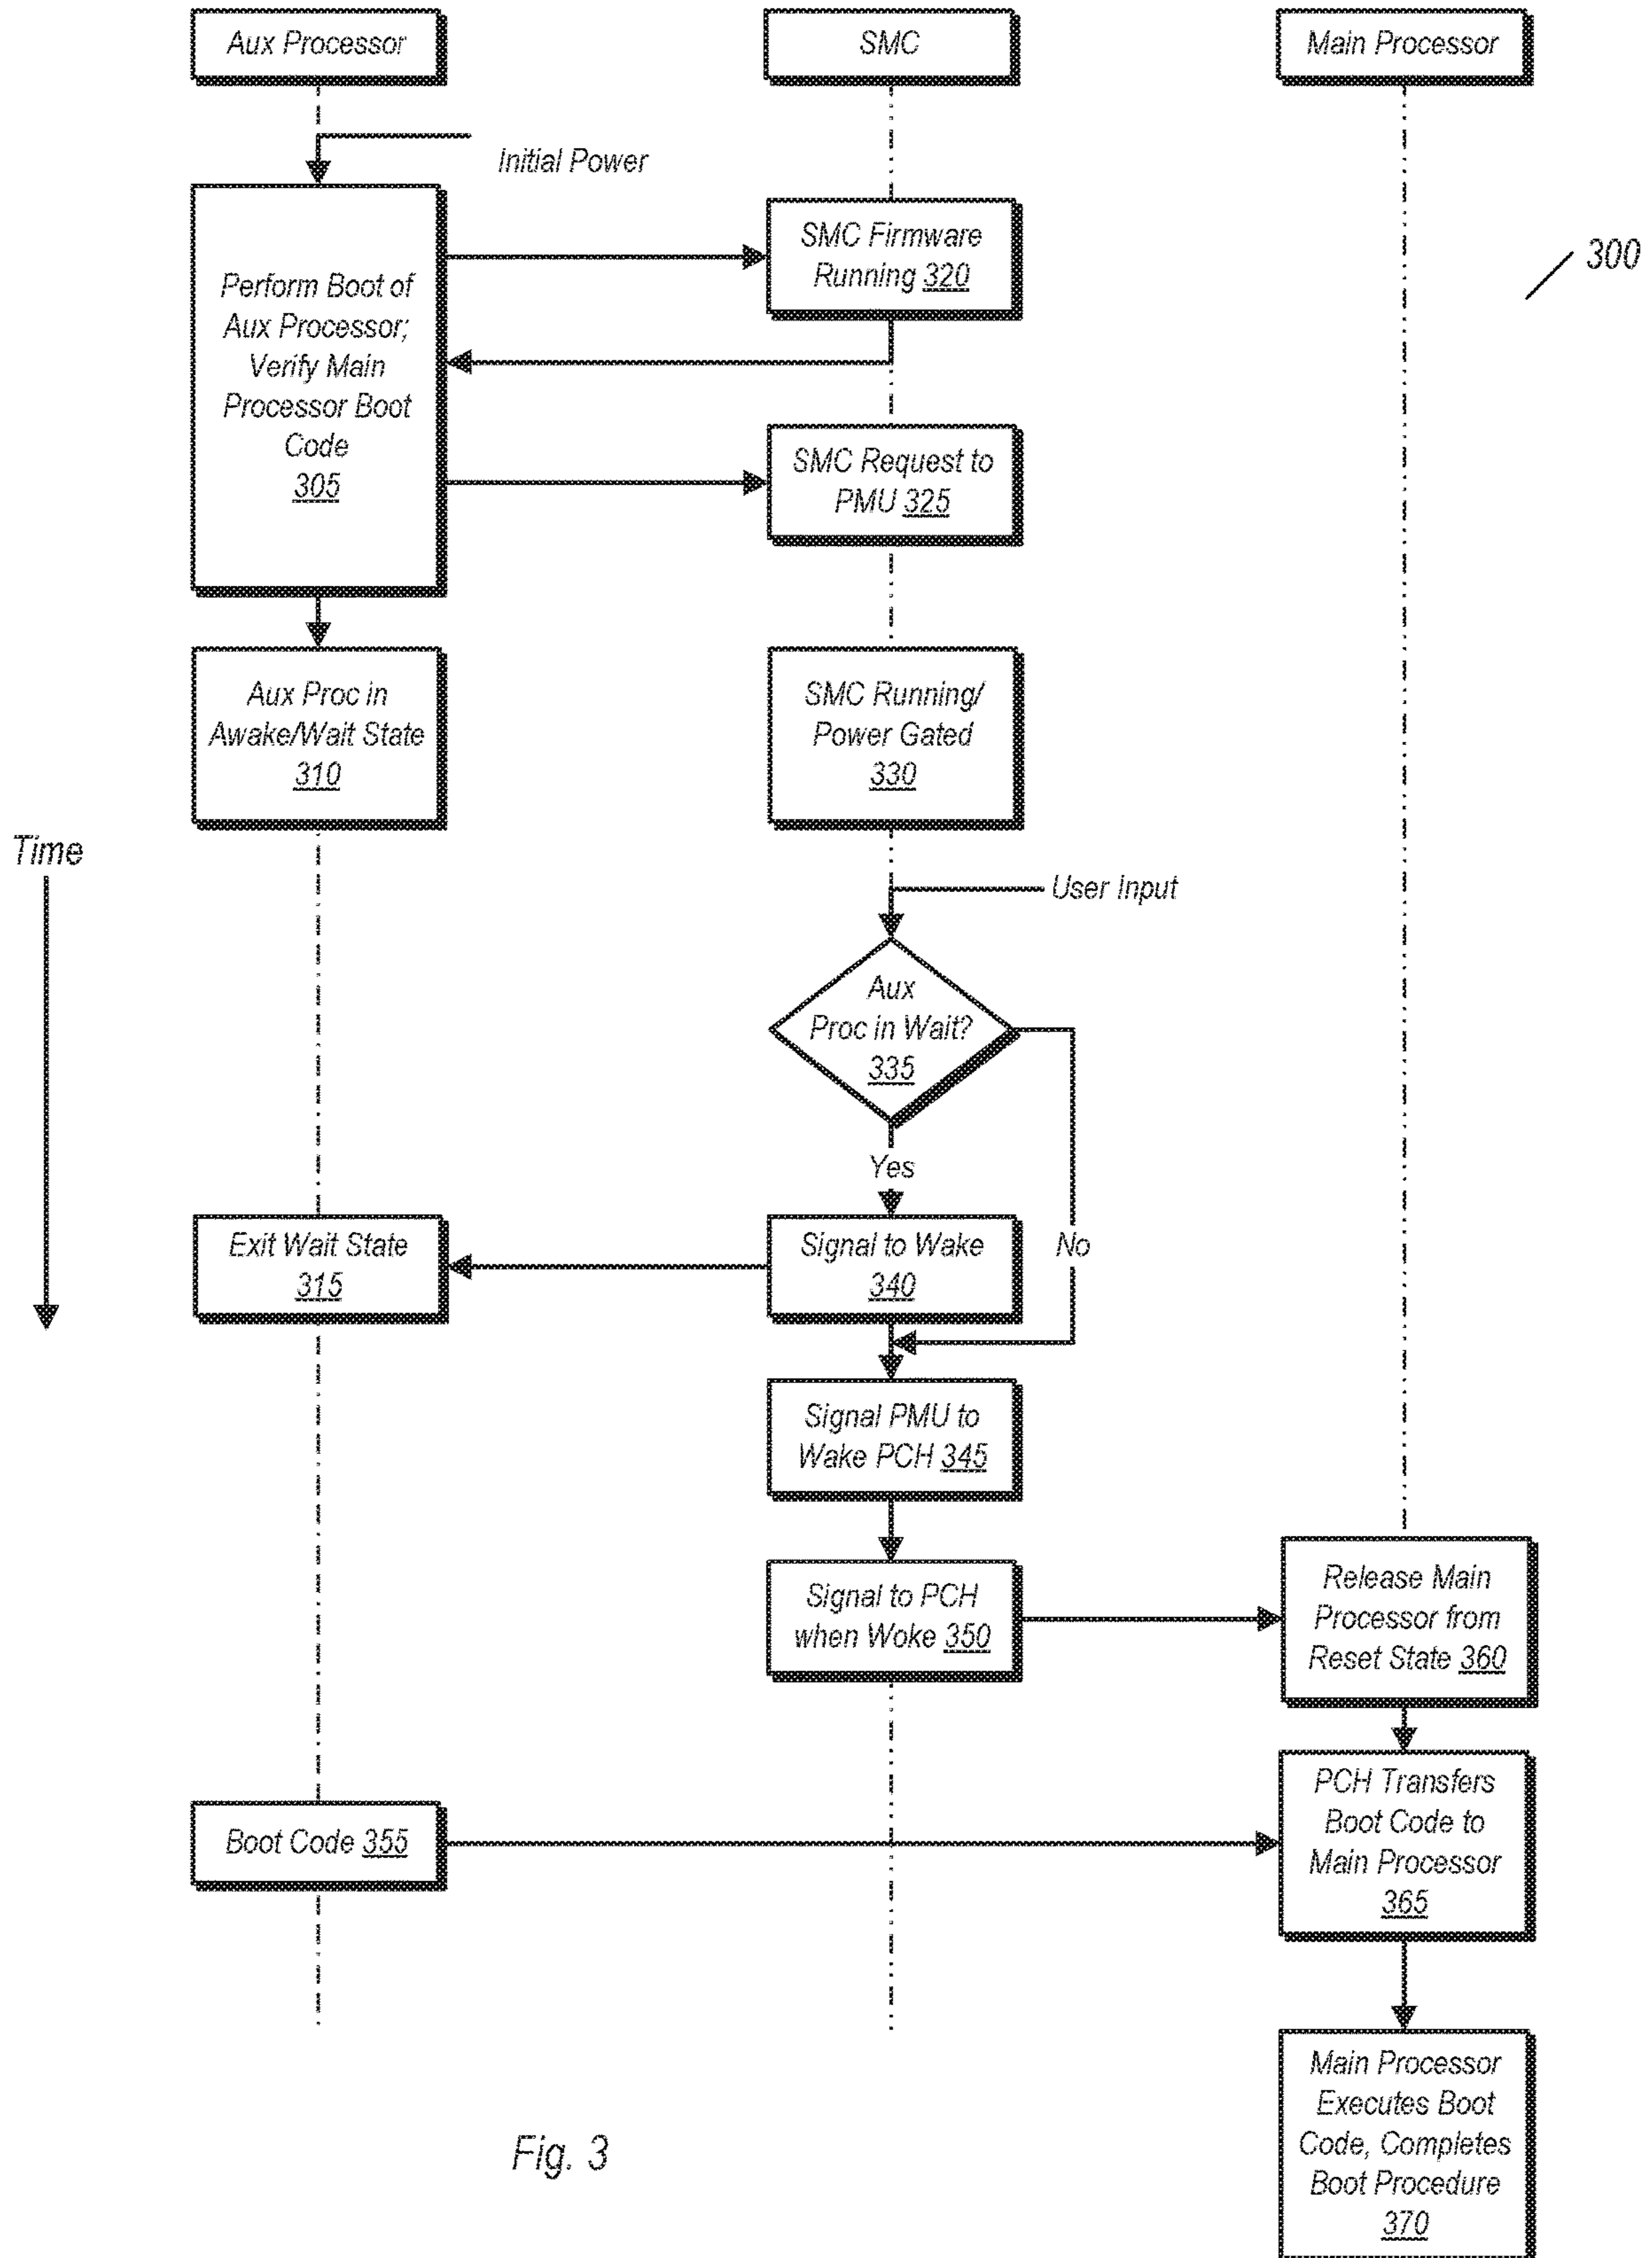 Aux Processor
SMC
Main Processor
Initial Power
300
Perform Boot of
Aux Processor;
Verify Main
Processor Boot
Code
305
SMC Firmware
Running 320
SMC Request to
PMU 325
Aux Proc in
Awake/Wait State
310
SMC Running/
Power Gated
330
Time
User Input
Aux
Proc in Wait?
335
Yes
No
Exit Wait State
315
Signal to Wake
340
Signal PMU to
Wake PCH 345
Signal to PCH
when Woke 350
Release Main
Processor from
Reset State 360
Boot Code 355
PCH Transfers
Boot Code to
Main Processor
365
Main Processor
Executes Boot
Code, Completes
Boot Procedure
370
Fig. 3